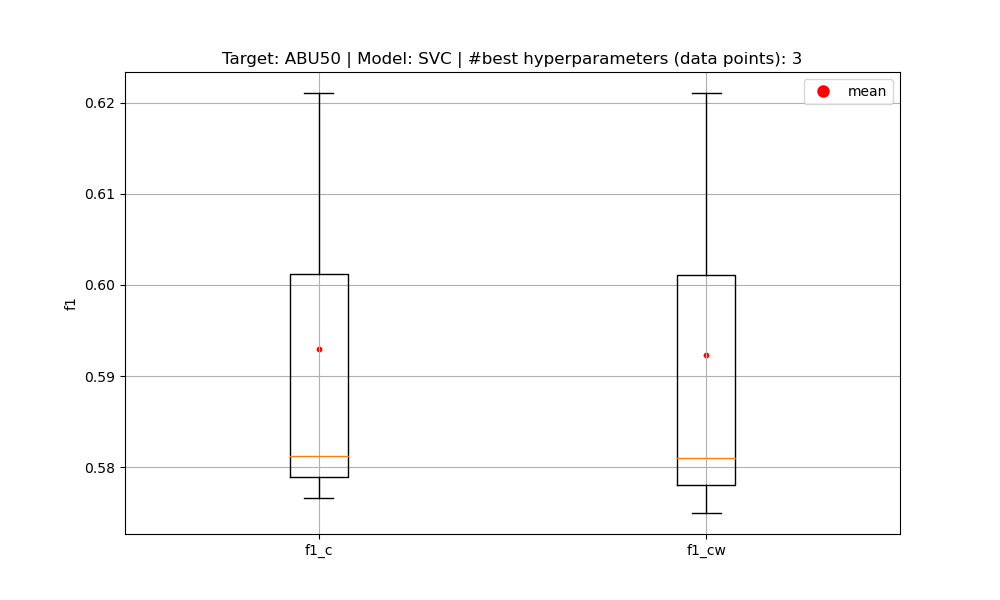 Target: ABU50 | Model: SVC | #best hyperparameters (data points): 3
mean
0.62
0.61
0.60
0.59
0.58
f1
f1_c
f1_cw